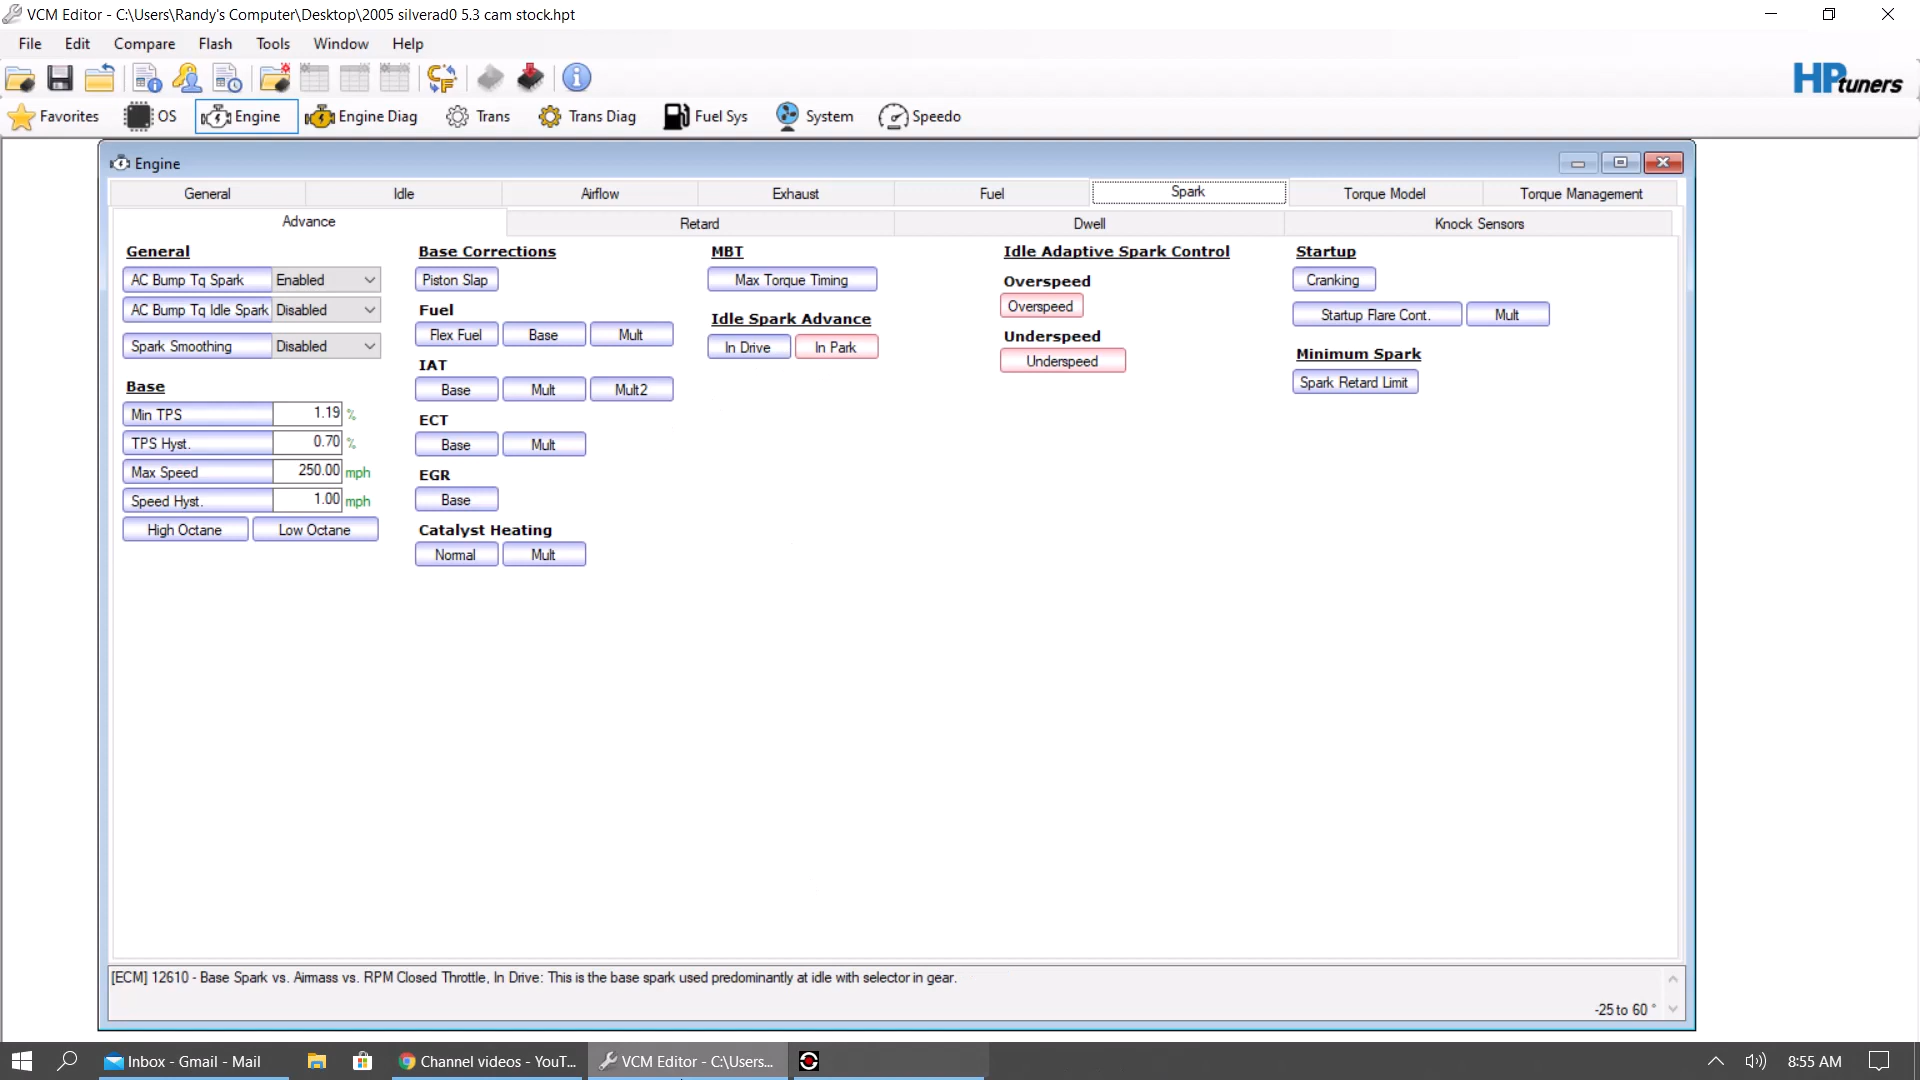 VCM Editor - C:\Users\Randy's Computer\Desktop\2005 silverad0 5.3 cam stock.hpt
File Edit Compare Flash Tools Window Help
HPtuners
Favorites OS Engine Engine Diag Trans Trans Diag Fuel Sys System Speedo
Engine
General Idle Airflow Exhaust Fuel Spark Torque Model Torque Management
Advance Retard Dwell Knock Sensors
General
AC Bump Tq Spark Enabled
AC Bump Tq Idle Spark Disabled
Spark Smoothing Disabled
Base
Min TPS 1.19 %
TPS Hyst. 0.70 %
Max Speed 250.00 mph
Speed Hyst. 1.00 mph
High Octane Low Octane
Base Corrections
Piston Slap
Fuel
Flex Fuel Base Mult
IAT
Base Mult Mult2
ECT
Base Mult
EGR
Base
Catalyst Heating
Normal Mult
MBT
Max Torque Timing
Idle Spark Advance
In Drive In Park
Idle Adaptive Spark Control
Overspeed
Overspeed
Underspeed
Underspeed
Startup
Cranking
Startup Flare Cont. Mult
Minimum Spark
Spark Retard Limit
[ECM] 12610 - Base Spark vs. Airmass vs. RPM Closed Throttle, In Drive: This is the base spark used predominantly at idle with selector in gear.
-25 to 60 °
Inbox - Gmail - Mail Channel videos - YouT... VCM Editor - C:\Users... 8:55 AM